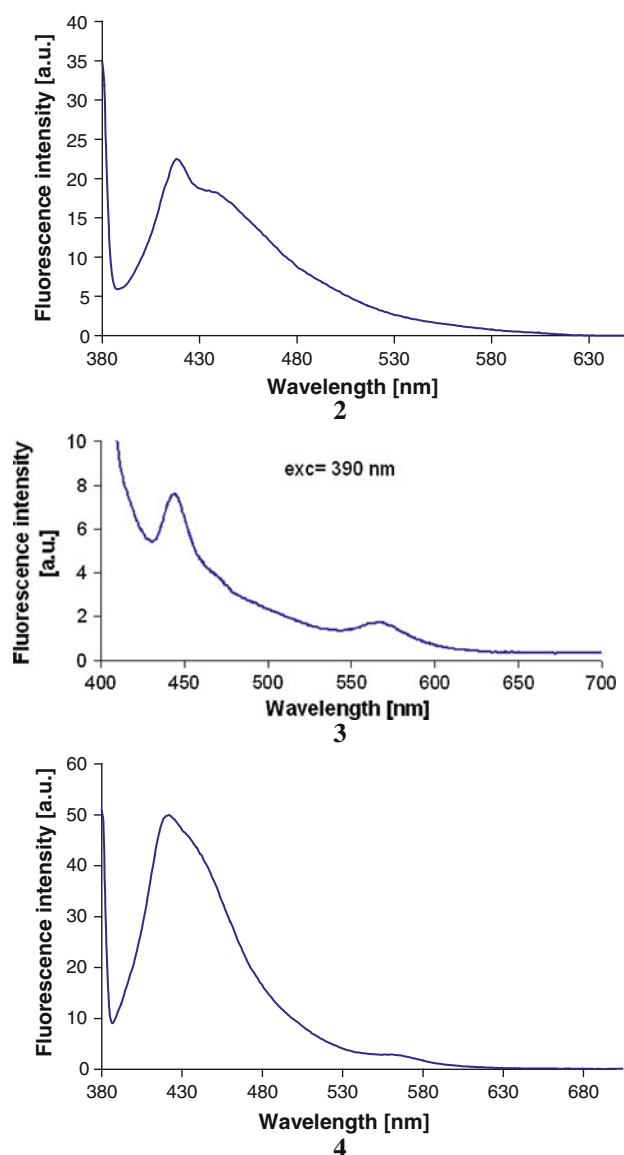 40
35
30
25
20
15
10
5
0
Fluorescence intensity [a.u.]
380 430 480 530 580 630
Wavelength [nm]
2
10
8
6
4
2
0
Fluorescence intensity
[a.u.]
exc= 390 nm
400 450 500 550 600 650 700
Wavelength [nm]
3
60
50
40
30
20
10
0
Fluorescence intensity [a.u.]
380 430 480 530 580 630 680
Wavelength [nm]
4